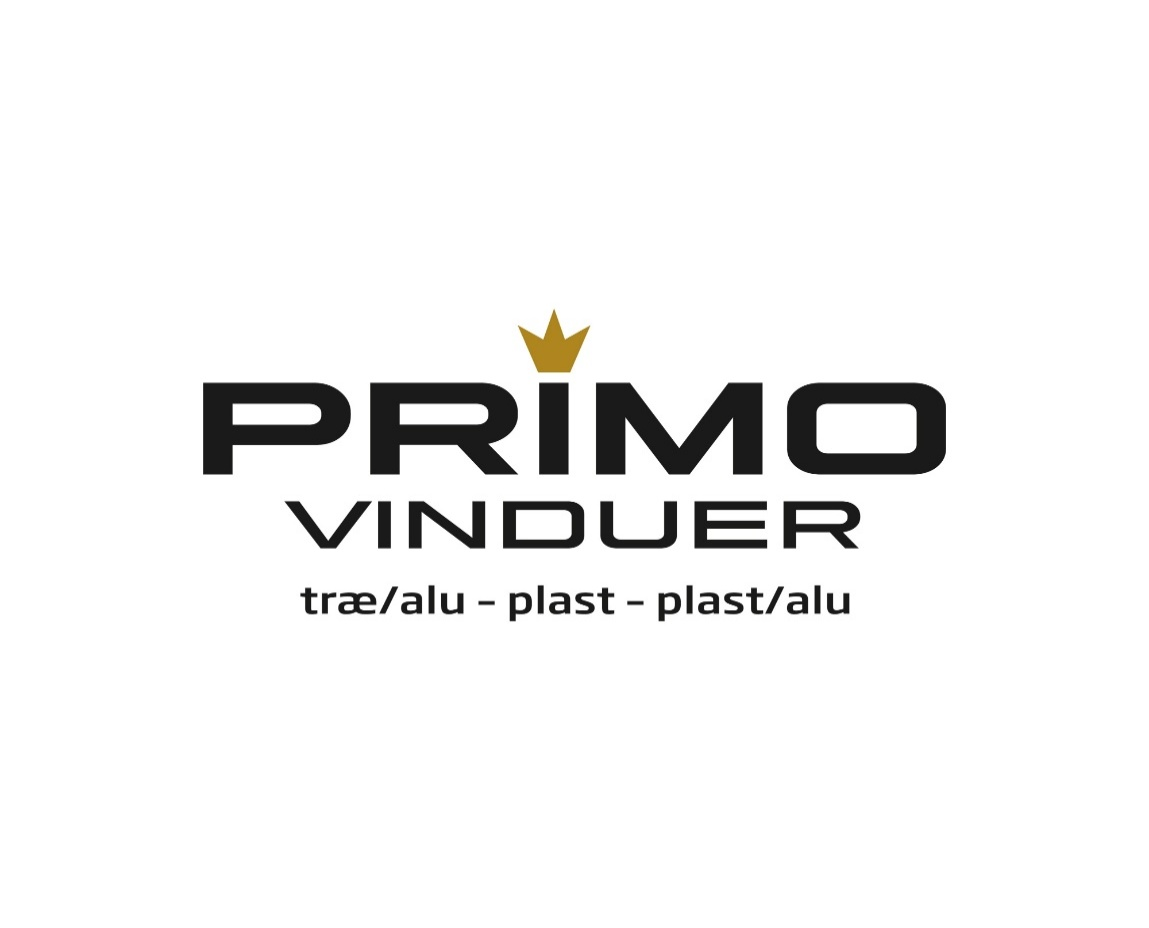 PRIMO
VINDUER
træ/alu – plast – plast/alu